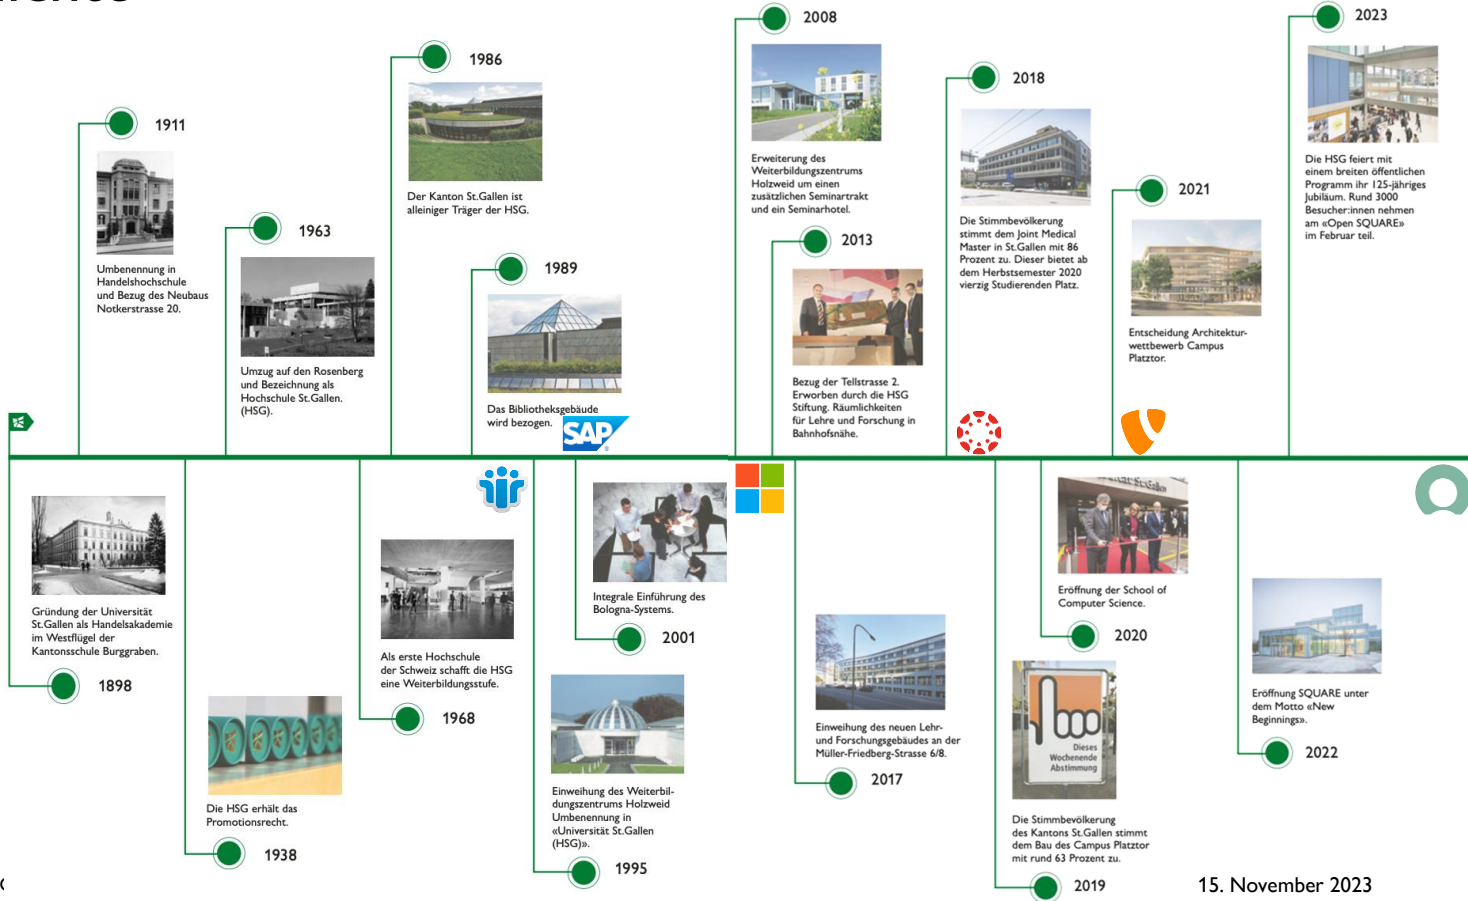 1911
Umbenennung in
Handelshochschule
und Bezug des Neubaus
Notkerstrasse 20.
1963
Umzug auf den Rosenberg
und Bezeichnung als
Hochschule St.Gallen.
(HSG).
1986
Der Kanton St.Gallen ist
alleiniger Träger der HSG.
1989
Das Bibliotheksgebäude
wird bezogen.
SAP
2008
Erweiterung des
Weiterbildungszentrums
Holzweid um einen
zusätzlichen Seminartrakt
und ein Seminarhotel.
2013
Bezug der Tellstrasse 2.
Erworben durch die HSG
Stiftung. Räumlichkeiten
für Lehre und Forschung in
Bahnhofsnähe.
2018
Die Stimmbevölkerung
stimmt dem Joint Medical
Master in St.Gallen mit 86
Prozent zu. Dieser bietet ab
dem Herbstsemester 2020
vierzig Studierenden Platz.
2021
Entscheidung Architektur-
wettbewerb Campus
Platztor.
2023
Die HSG feiert mit
einem breiten öffentlichen
Programm ihr 125-jähriges
Jubiläum. Rund 3000
Besucher:innen nehmen
am «Open SQUARE»
im Februar teil.
Gründung der Universität
St.Gallen als Handelsakademie
im Westflügel der
Kantonsschule Burggraben.
1898
Die HSG erhält das
Promotionsrecht.
1938
Als erste Hochschule
der Schweiz schafft die HSG
eine Weiterbildungsstufe.
1968
Integrale Einführung des
Bologna-Systems.
2001
Einweihung des Weiterbil-
dungszentrums Holzweid
Umbenennung in
«Universität St.Gallen
(HSG)».
1995
Einweihung des neuen Lehr-
und Forschungsgebäudes an der
Müller-Friedberg-Strasse 6/8.
2017
St.Gallen
Eröffnung der School of
Computer Science.
2020
Dieses
Wochenende
Abstimmung
Die Stimmbevölkerung
des Kantons St.Gallen stimmt
dem Bau des Campus Platztor
mit rund 63 Prozent zu.
2019
Eröffnung SQUARE unter
dem Motto «New
Beginnings».
2022
15. November 2023